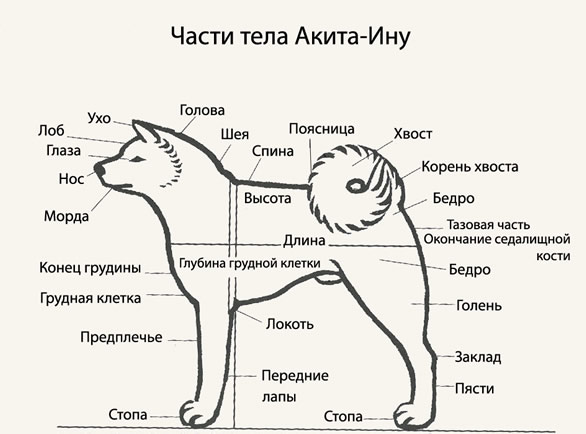 Части тела Акита-Ину
Ухо
Голова
Лоб
Шея
Поясница
Хвост
Глаза
Спина
Корень хвоста
Нос
Высота
Бедро
Морда
Тазовая часть
Длина
Окончание седалищной
кости
Конец грудины
Глубина грудной клетки
Бедро
Грудная клетка
Голень
Локоть
Предплечье
Заклад
Передние
лапы
Пясти
Стопа
Стопа